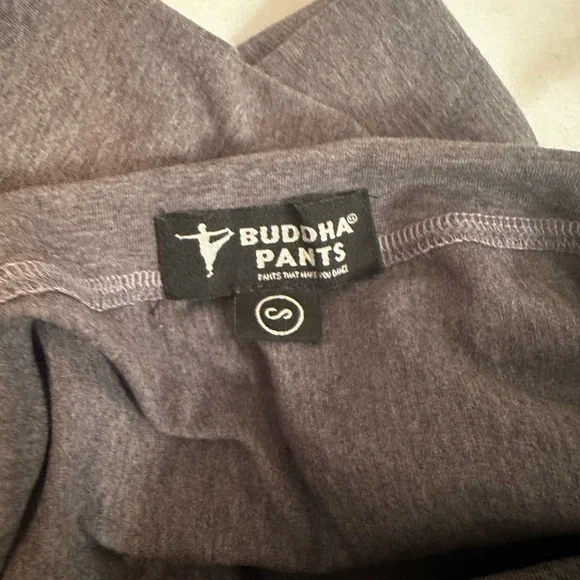 BUDDHA®
PANTS
PANTS THAT MAKE YOU DANCE
S